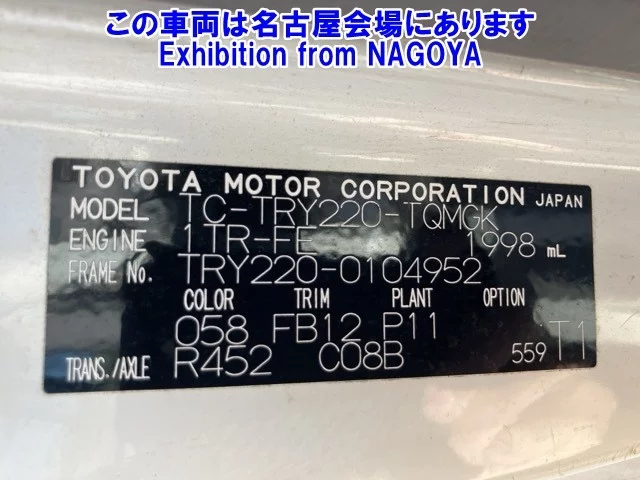 この車両は名古屋会場にあります
Exhibition from NAGOYA
TOYOTA MOTOR CORPORATION JAPAN
MODEL TC-TRY220-TQMGK
ENGINE 1TR-FE 1998 mL
FRAME No. TRY220-0104952
COLOR TRIM PLANT OPTION
058 FB12 P11
TRANS./AXLE R452 C08B 559 T1